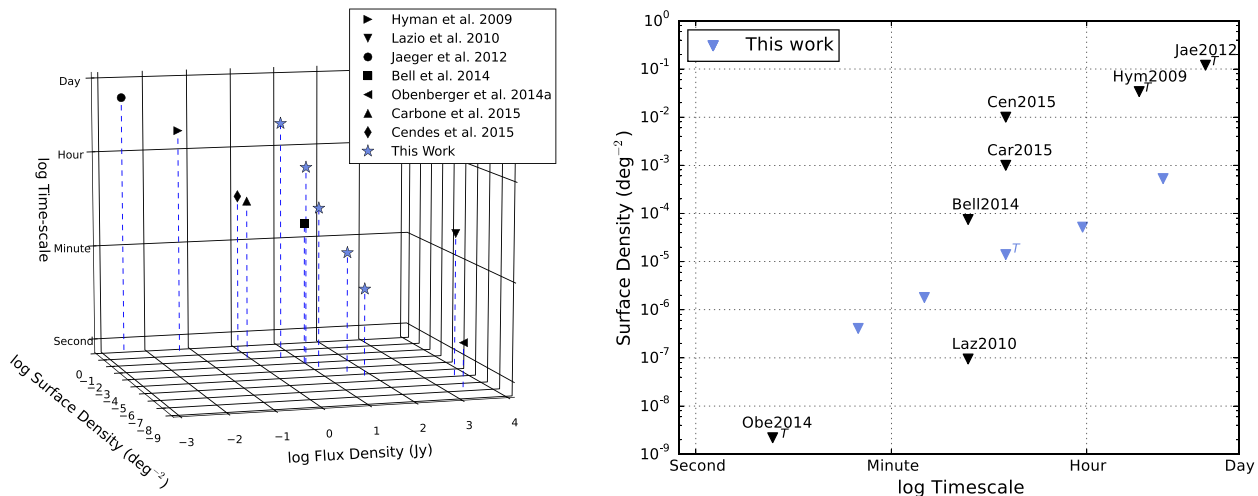 Hyman et al. 2009
Lazio et al. 2010
Jaeger et al. 2012
Bell et al. 2014
Obenberger et al. 2014a
Carbone et al. 2015
Cendes et al. 2015
This Work
Day
Hour
Minute
Second
log Timescale
0
−1
−2
−3
−4
−5
−6
−7
−8
−9
log Surface Density (deg⁻²)
−3
−2
−1
0
1
2
3
4
log Flux Density (Jy)
This work
10⁰
10⁻¹
10⁻²
10⁻³
10⁻⁴
10⁻⁵
10⁻⁶
10⁻⁷
10⁻⁸
10⁻⁹
Surface Density (deg⁻²)
Jae2012
T
Hym2009
T
Cen2015
Car2015
Bell2014
T
Laz2010
Obe2014
T
Second
Minute
Hour
Day
log Timescale